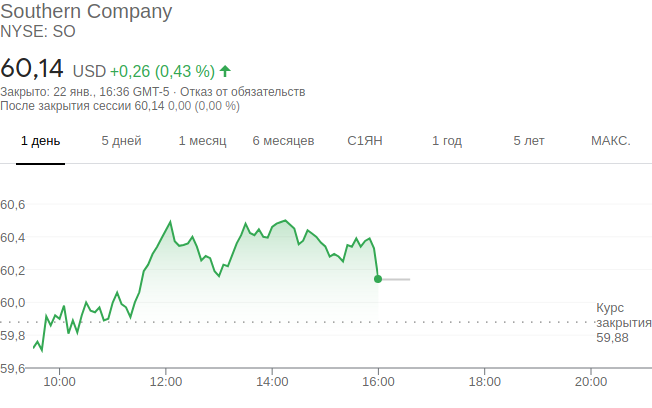 Southern Company
NYSE: SO
60,14 USD +0,26 (0,43 %)
Закрыто: 22 янв., 16:36 GMT-5 · Отказ от обязательств
После закрытия сессии 60,14 0,00 (0,00 %)
1 день 5 дней 1 месяц 6 месяцев С1ЯН 1 год 5 лет МАКС.
60,6
60,4
60,2
60,0
59,8
59,6
Курс
закрытия
59,88
10:00 12:00 14:00 16:00 18:00 20:00